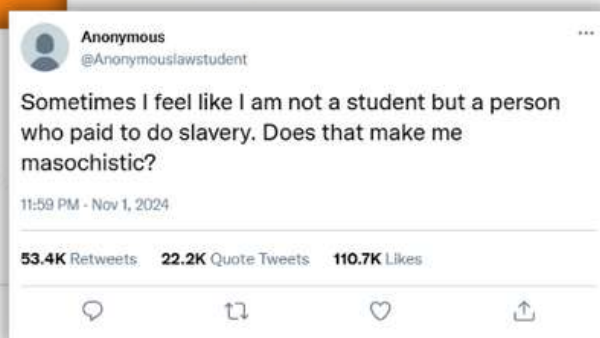 Anonymous
@Anonymouslawstudent
Sometimes I feel like I am not a student but a person
who paid to do slavery. Does that make me
masochistic?
11:59 PM - Nov 1, 2024
53.4K Retweets 22.2K Quote Tweets 110.7K Likes